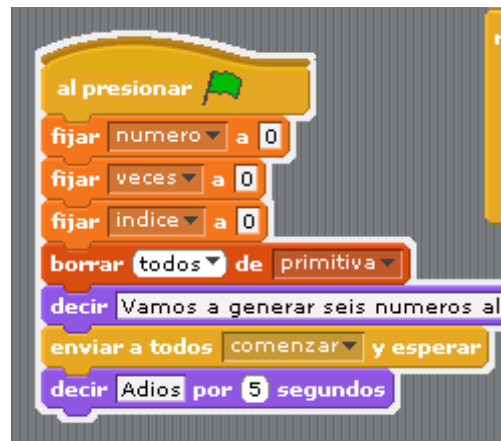 al presionar
fijar numero a 0
fijar veces a 0
fijar indice a 0
borrar todos de primitiva
decir Vamos a generar seis numeros al
enviar a todos comenzar y esperar
decir Adios por 5 segundos